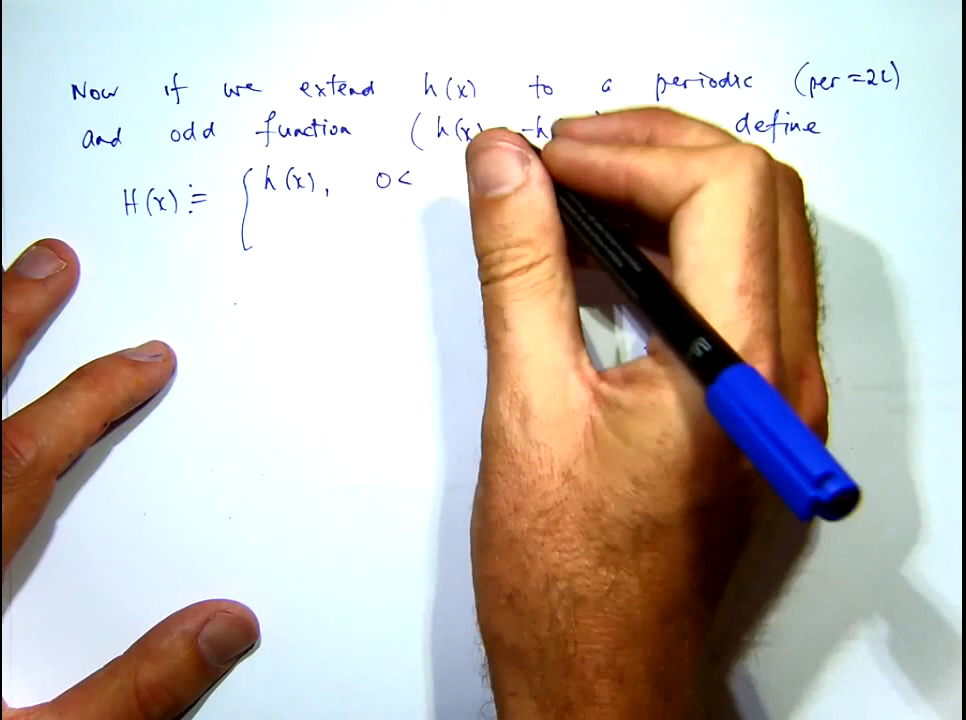 Now if we extend h(x) to a periodic (per=2L)
and odd function (h(x) -h define
H(x) := { h(x), 0<